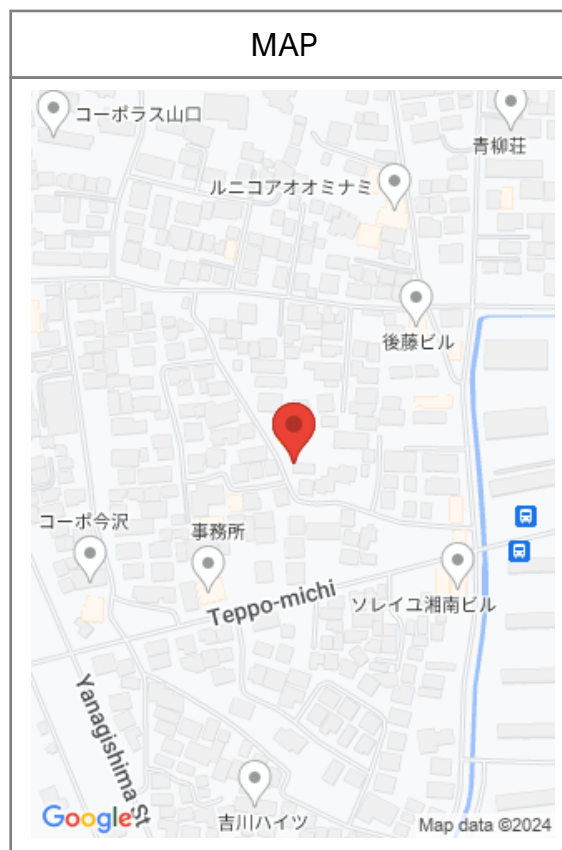 MAP
コーポラス山口
青柳荘
ルニコアオオミナミ
後藤ビル
コーポ今沢
事務所
Teppo-michi
ソレイユ湘南ビル
Yanagishima St
吉川ハイツ
Google
Map data ©2024